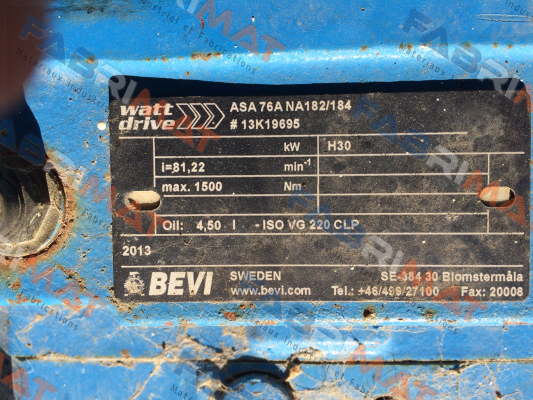 watt drive ASA 76A NA182/184
# 13K19695
kW H30
i=81,22 min-1
max. 1500 Nm
Oil: 4,50 l - ISO VG 220 CLP
2013
BEVI SWEDEN SE-384 30 Blomstermåla
www.bevi.com Tel.: +46/499/27100 Fax: 20008
FABRIMAT